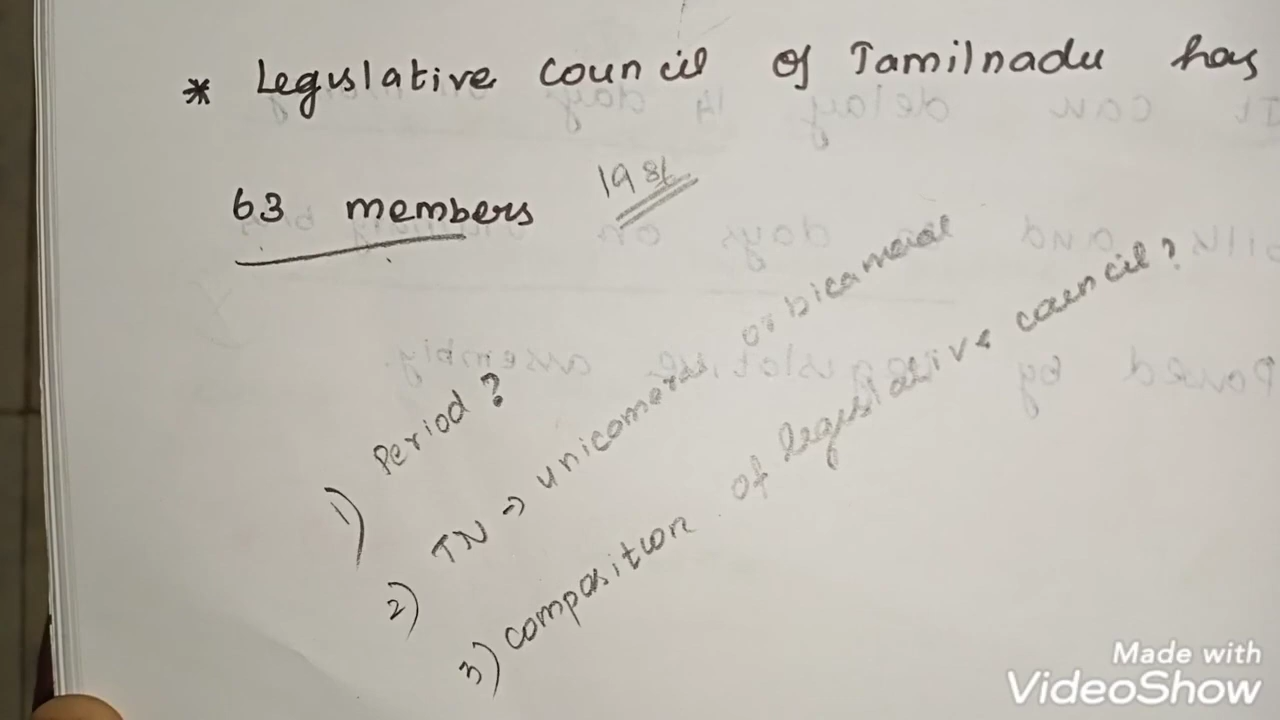 * Legislative council of Tamilnadu has
63 members 1986
1) Period?
2) TN → unicameral or bicameral
3) composition of legislative council?
Made with
VideoShow